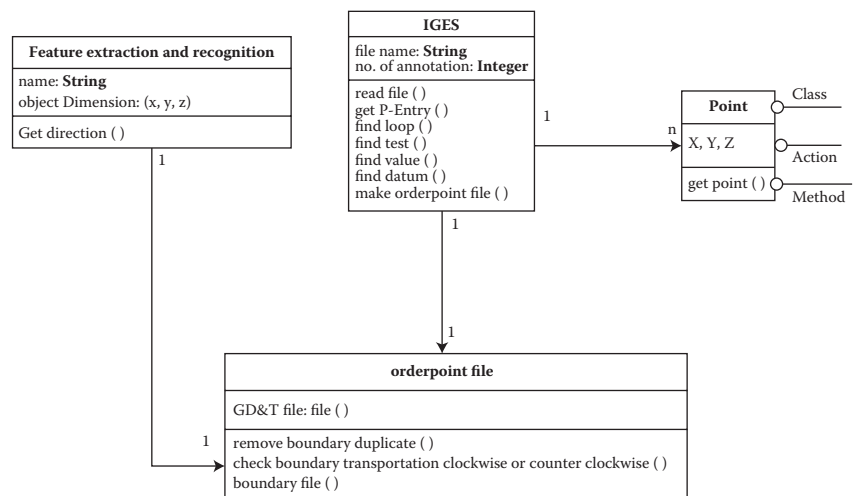 Feature extraction and recognition
name: String
object Dimension: (x, y, z)
Get direction ( )
1
IGES
file name: String
no. of annotation: Integer
read file ( )
get P-Entry ( )
find loop ( )
find test ( )
find value ( )
find datum ( )
make orderpoint file ( )
1
n
Point
X, Y, Z
get point ( )
Class
Action
Method
1
1
orderpoint file
GD&T file: file ( )
1
remove boundary duplicate ( )
check boundary transportation clockwise or counter clockwise ( )
boundary file ( )